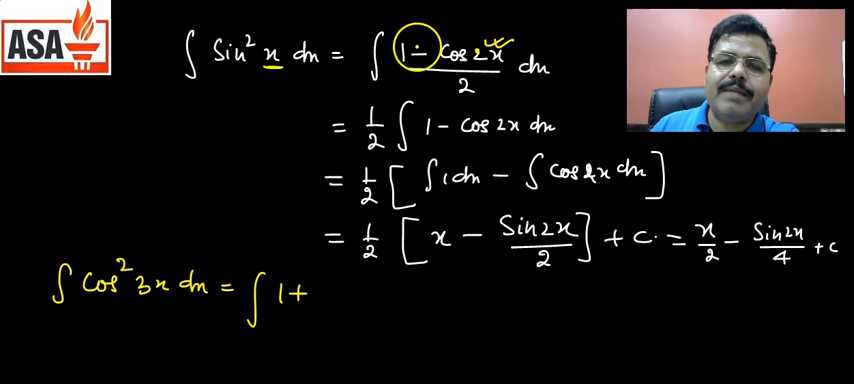 ASA
∫ Sin² x dx = ∫ 1 - Cos 2x / 2 dx
= 1/2 ∫ 1 - cos 2x dx
= 1/2 [ ∫ 1 dx - ∫ cos 2x dx ]
= 1/2 [ x - Sin 2x / 2 ] + c. = x/2 - Sin 2x / 4 + c
∫ Cos² 3x dx = ∫ 1+